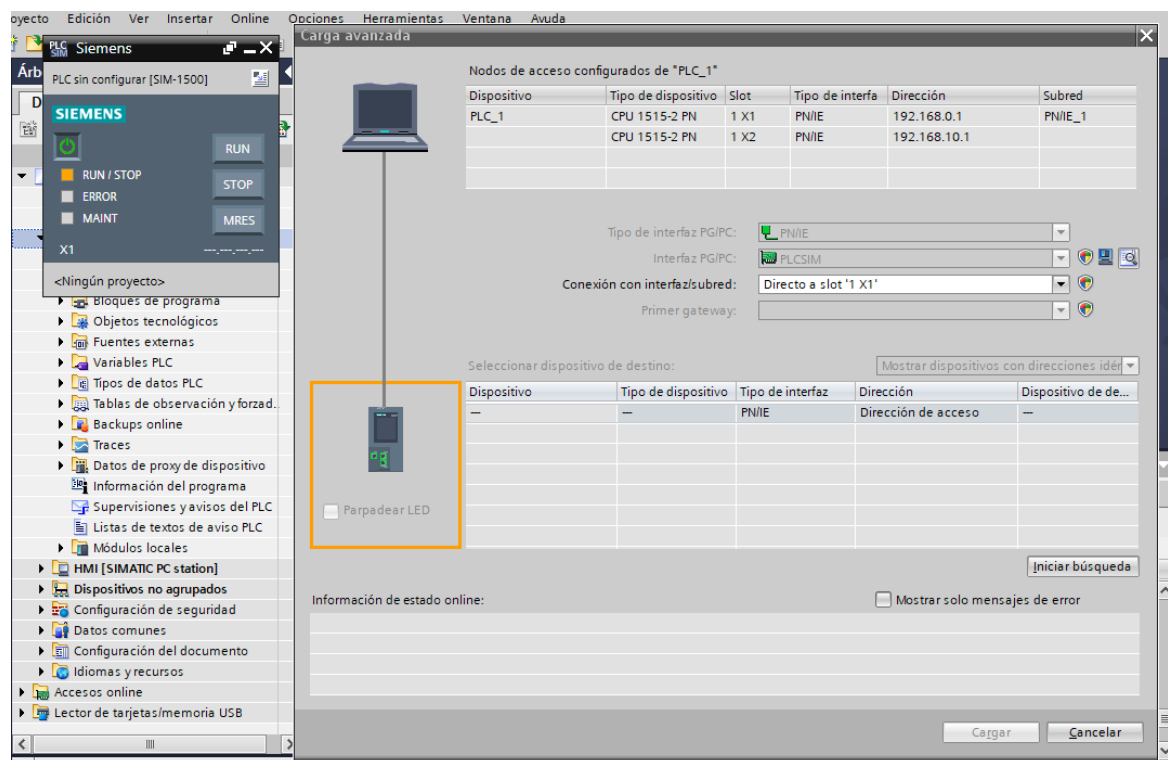 oyecto Edición Ver Insertar Online Opciones Herramientas Ventana Avuda
PLC SIM Siemens
PLC sin configurar [SIM-1500]
SIEMENS
RUN
RUN / STOP
STOP
ERROR
MAINT
MRES
X1 ---.---.---.---
<Ningún proyecto>
Árb
D
Bloques de programa
Objetos tecnológicos
Fuentes externas
Variables PLC
Tipos de datos PLC
Tablas de observación y forzad..
Backups online
Traces
Datos de proxy de dispositivo
Información del programa
Supervisiones y avisos del PLC
Listas de textos de aviso PLC
Módulos locales
HMI [SIMATIC PC station]
Dispositivos no agrupados
Configuración de seguridad
Datos comunes
Configuración del documento
Idiomas y recursos
Accesos online
Lector de tarjetas/memoria USB
Carga avanzada
Nodos de acceso configurados de "PLC_1"
Dispositivo Tipo de dispositivo Slot Tipo de interfa Dirección Subred
PLC_1 CPU 1515-2 PN 1 X1 PN/IE 192.168.0.1 PN/IE_1
CPU 1515-2 PN 1 X2 PN/IE 192.168.10.1
Tipo de interfaz PG/PC: PN/IE
Interfaz PG/PC: PLCSIM
Conexión con interfaz/subred: Directo a slot '1 X1'
Primer gateway:
Seleccionar dispositivo de destino: Mostrar dispositivos con direcciones idén
Dispositivo Tipo de dispositivo Tipo de interfaz Dirección Dispositivo de de...
— — PN/IE Dirección de acceso —
Parpadear LED
Iniciar búsqueda
Información de estado online: Mostrar solo mensajes de error
Cargar Cancelar